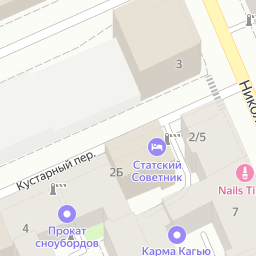 3
Никол
2/5
Кустарный пер.
Статский
Советник
2Б
Nails Ti
7
4
Прокат
сноубордов
Карма Кагью